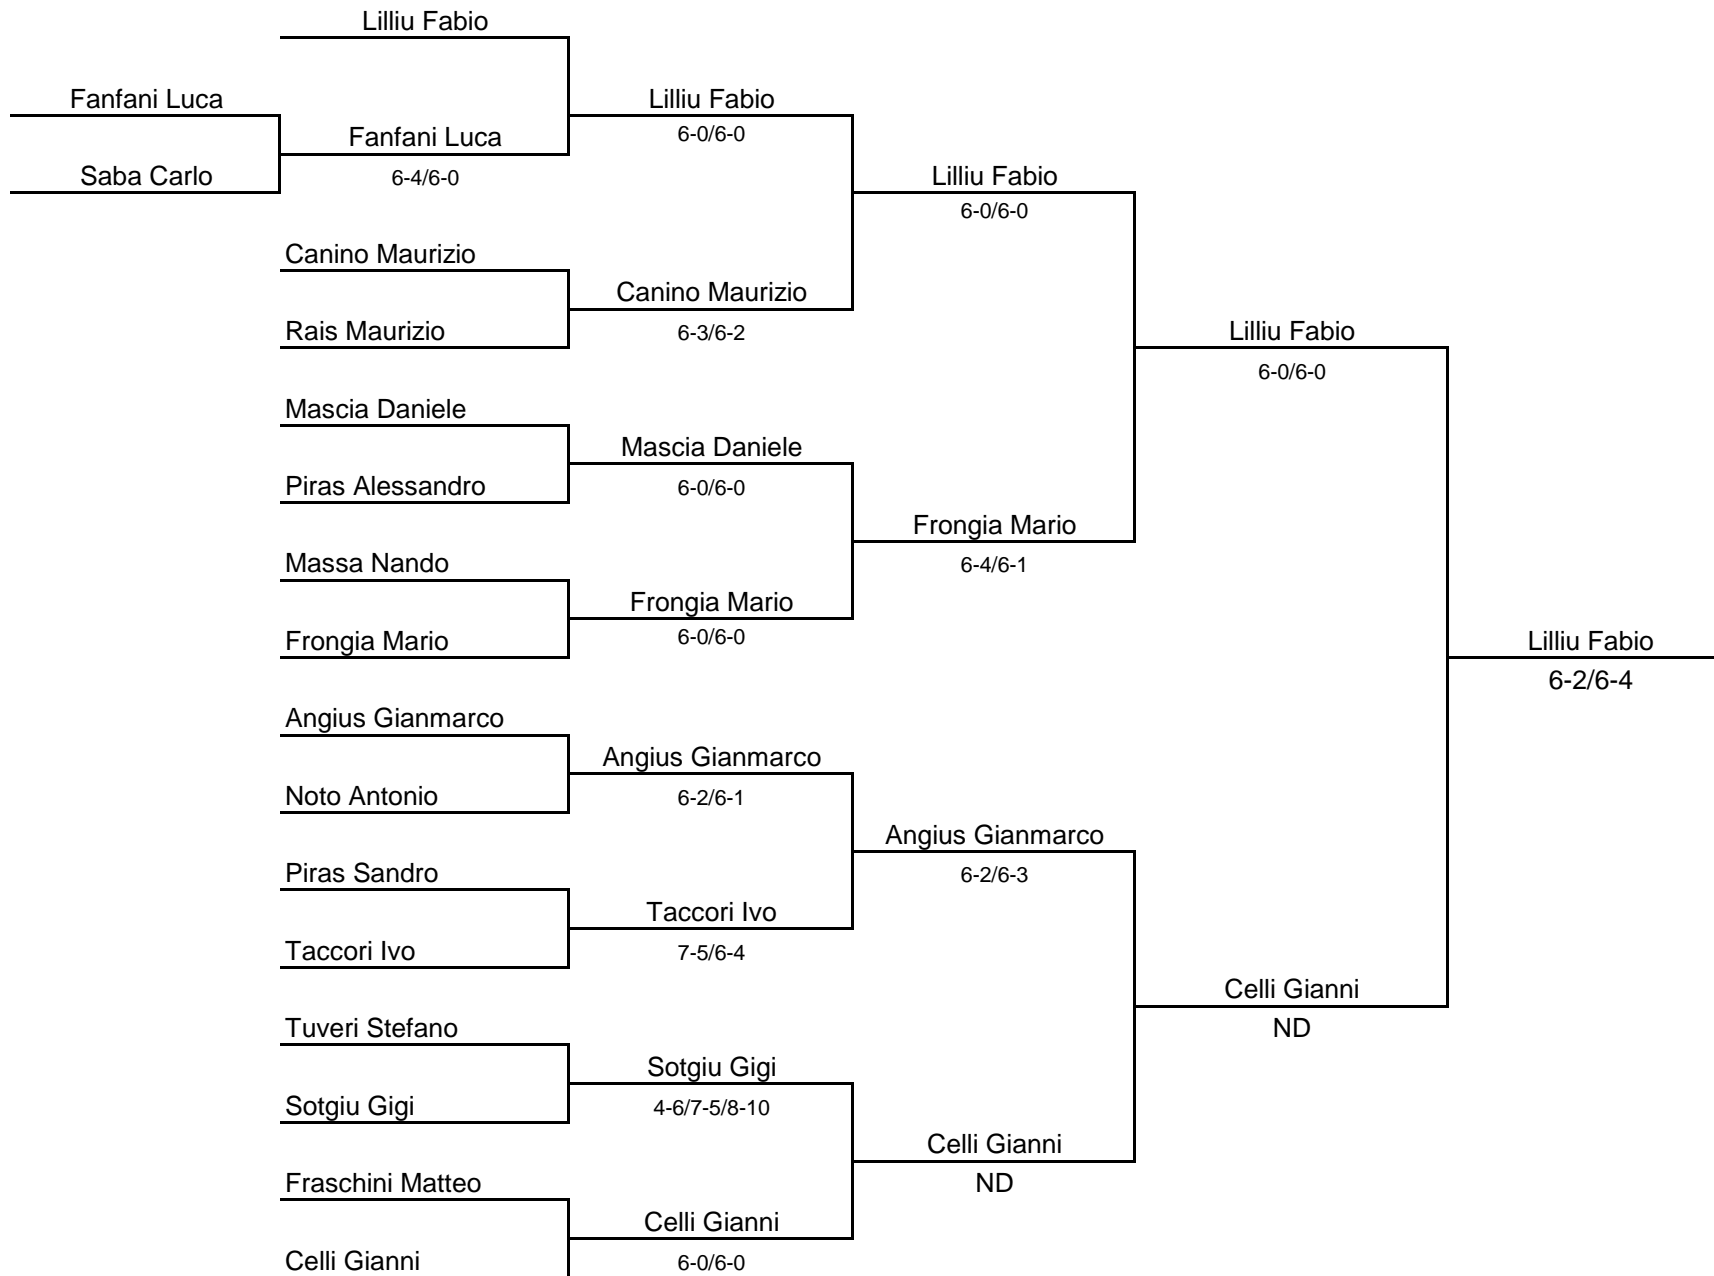 Lilliu Fabio
Fanfani Luca
Lilliu Fabio
Fanfani Luca
6-0/6-0
Saba Carlo
6-4/6-0
Lilliu Fabio
6-0/6-0
Canino Maurizio
Canino Maurizio
Rais Maurizio
6-3/6-2
Lilliu Fabio
6-0/6-0
Mascia Daniele
Mascia Daniele
Piras Alessandro
6-0/6-0
Frongia Mario
Massa Nando
6-4/6-1
Frongia Mario
Frongia Mario
6-0/6-0
Lilliu Fabio
6-2/6-4
Angius Gianmarco
Angius Gianmarco
Noto Antonio
6-2/6-1
Angius Gianmarco
Piras Sandro
6-2/6-3
Taccori Ivo
Taccori Ivo
7-5/6-4
Celli Gianni
Tuveri Stefano
ND
Sotgiu Gigi
Sotgiu Gigi
4-6/7-5/8-10
Celli Gianni
Fraschini Matteo
ND
Celli Gianni
Celli Gianni
6-0/6-0